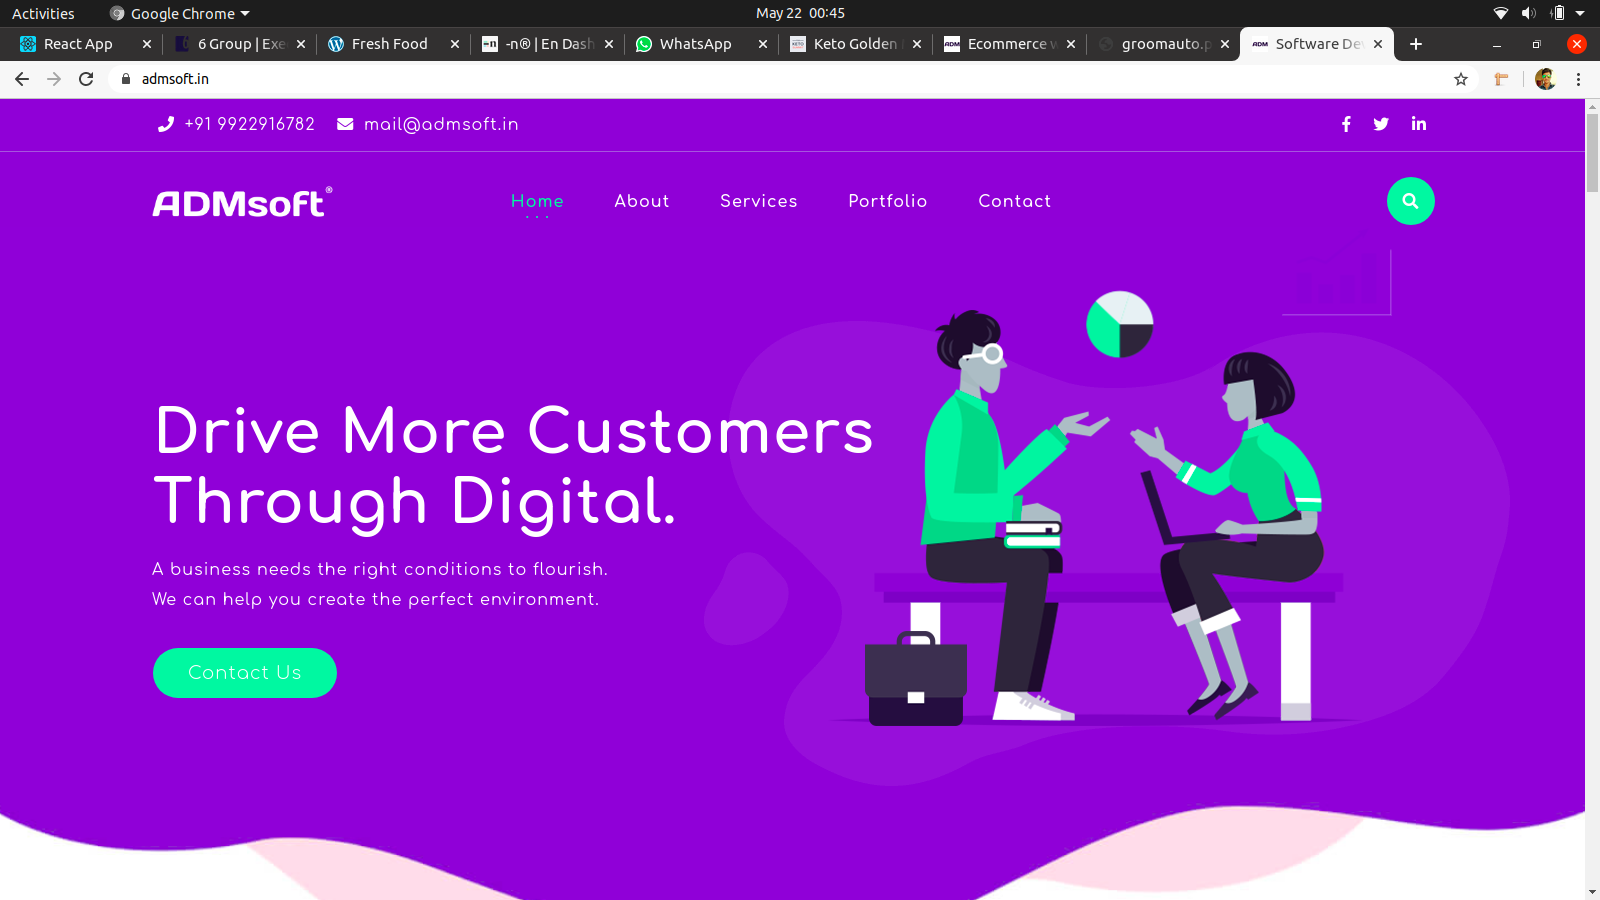 Activities Google Chrome May 22 00:45
React App 6 Group | Exe Fresh Food -n® | En Dash WhatsApp Keto Golden Ecommerce w groomauto.p Software De
admsoft.in
+91 9922916782 mail@admsoft.in
ADMsoft® Home About Services Portfolio Contact
Drive More Customers
Through Digital.
A business needs the right conditions to flourish.
We can help you create the perfect environment.
Contact Us